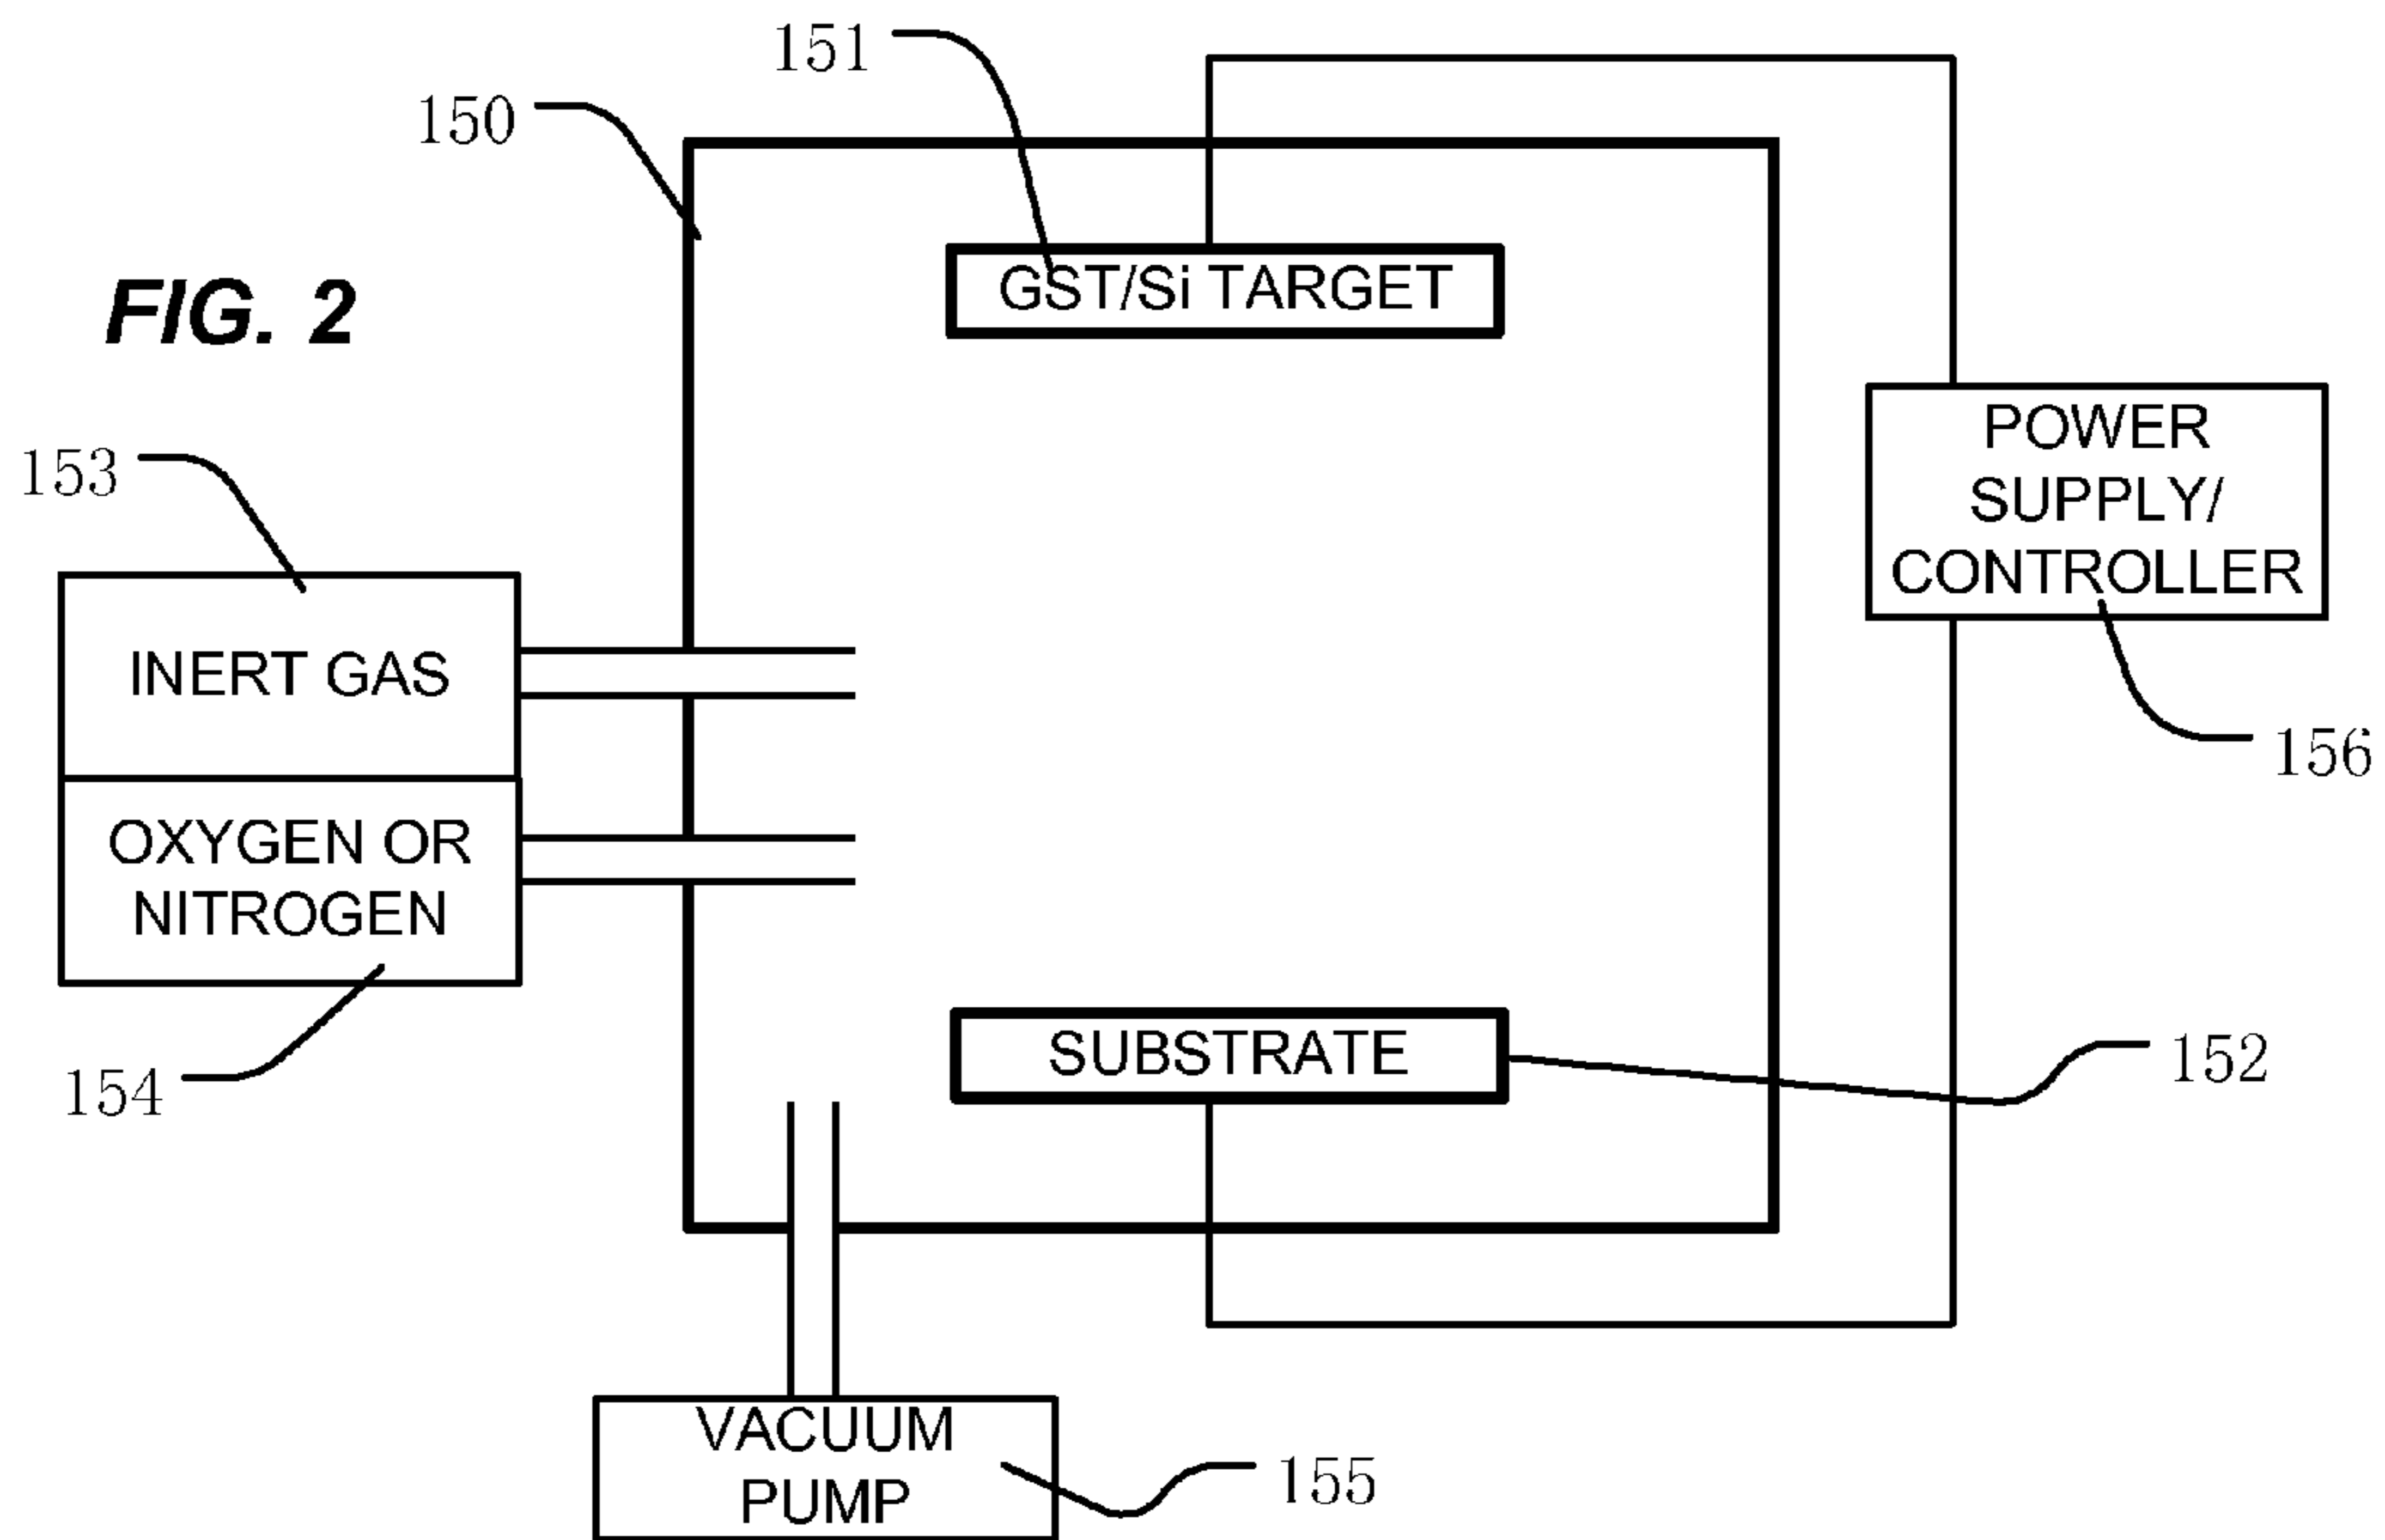 151
150
FIG. 2
GST/Si TARGET
POWER
SUPPLY/
CONTROLLER
153
INERT GAS
156
OXYGEN OR
NITROGEN
154
SUBSTRATE
152
VACUUM
PUMP
155